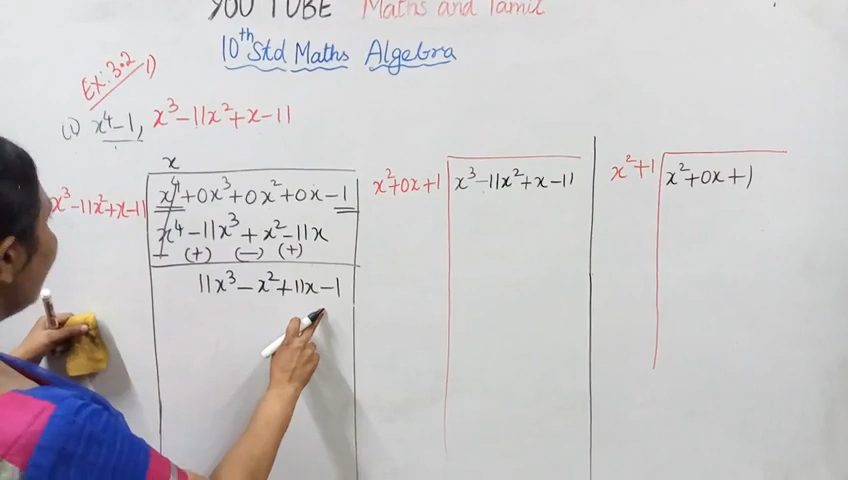 YOU TUBE Maths and Tamil
10th Std Maths Algebra
Ex: 3.2 1)
(i) x⁴-1, x³-11x²+x-11
x
x³-11x²+x-11
x⁴+0x³+0x²+0x-1
x⁴-11x³+x²-11x
- (+) (-) (+)
11x³-x²+11x-1
x²+0x+1
x³-11x²+x-11
x²+1
x²+0x+1